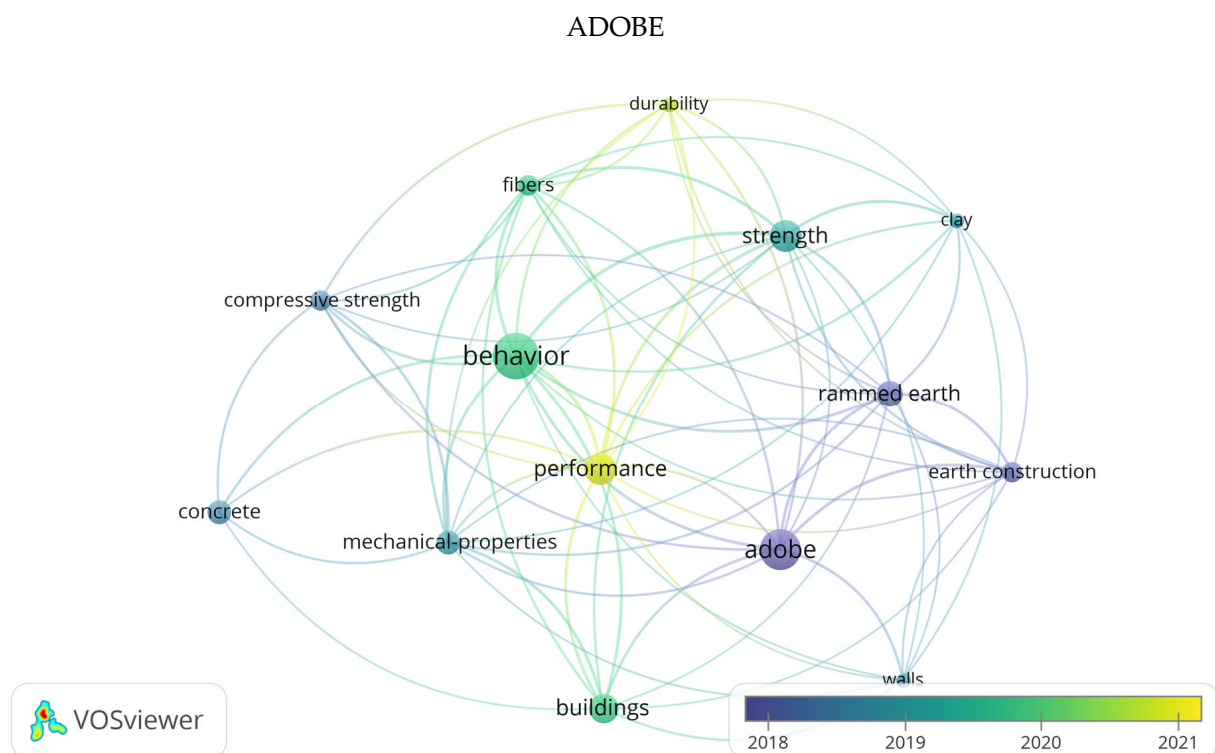 ADOBE
durability
fibers
clay
strength
compressive strength
behavior
rammed earth
performance
earth construction
concrete
mechanical-properties
adobe
walls
buildings
VOSviewer
2018 2019 2020 2021